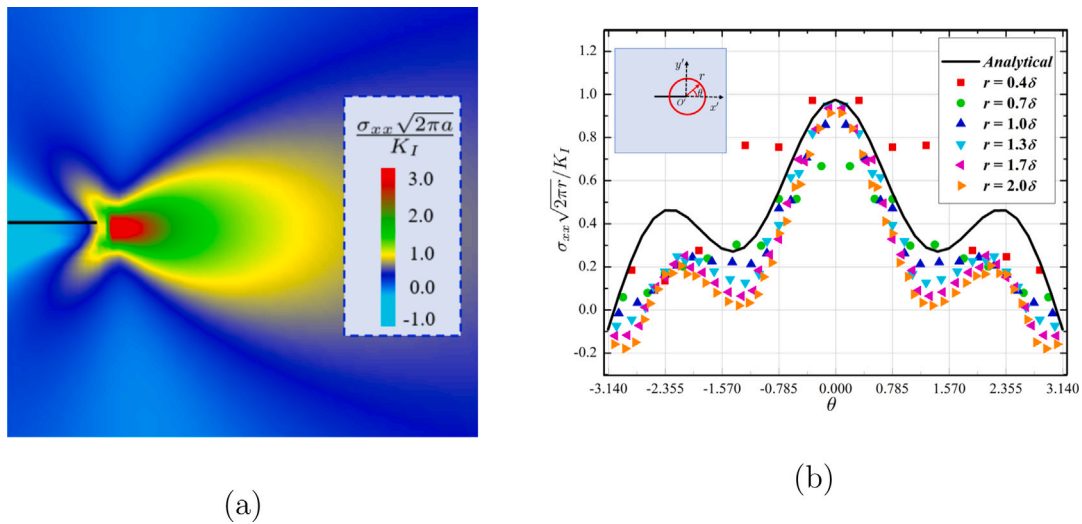 σxx√2πa
KI
3.0
2.0
1.0
0.0
-1.0
(a)
1.2
1.0
0.8
0.6
0.4
0.2
0.0
-0.2
σxx√2πr/KI
-3.140 -2.355 -1.570 -0.785 0.000 0.785 1.570 2.355 3.140
θ
y′
r
θ
O′
x′
Analytical
r = 0.4δ
r = 0.7δ
r = 1.0δ
r = 1.3δ
r = 1.7δ
r = 2.0δ
(b)